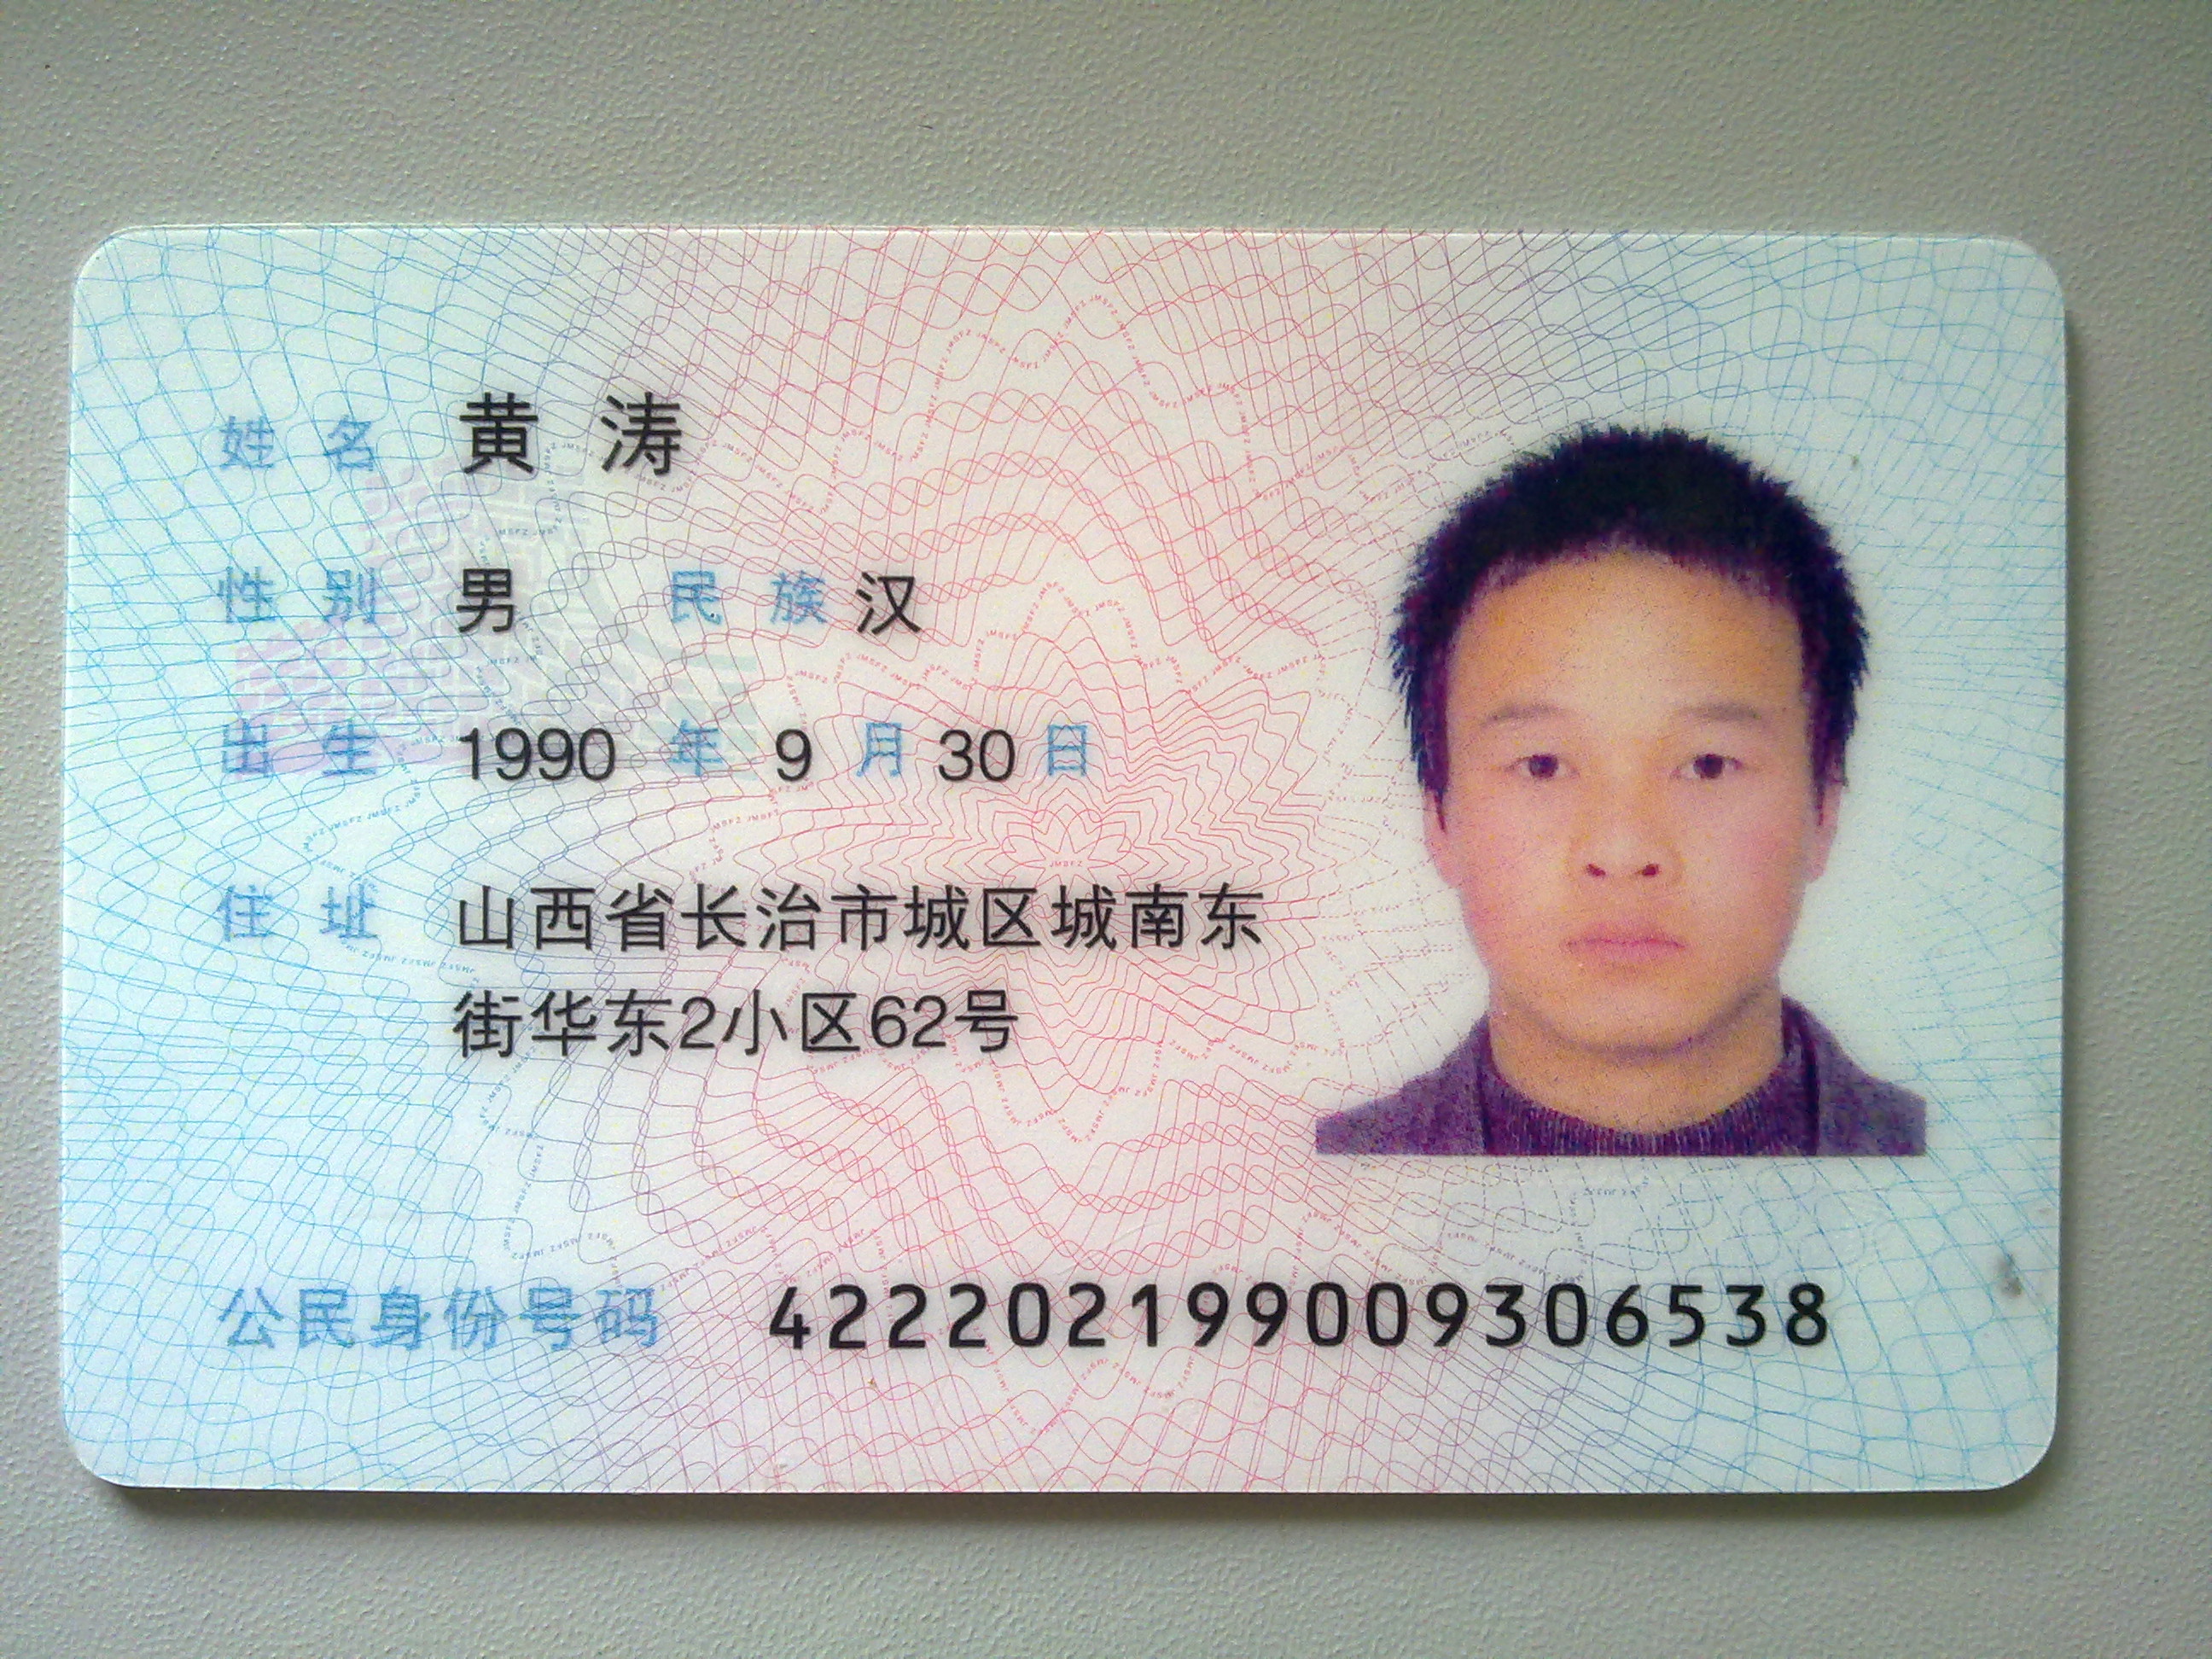 姓名 黄涛
性别 男 民族 汉
出生 1990 年 9 月 30 日
住址 山西省长治市城区城南东
街华东2小区62号
公民身份号码 422202199009306538